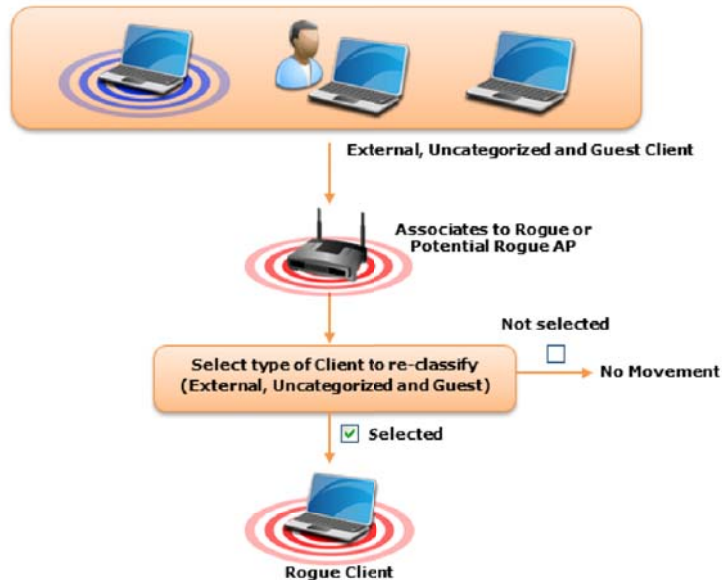 External, Uncategorized and Guest Client
Associates to Rogue or
Potential Rogue AP
Not selected
Select type of Client to re-classify
(External, Uncategorized and Guest)
No Movement
Selected
Rogue Client